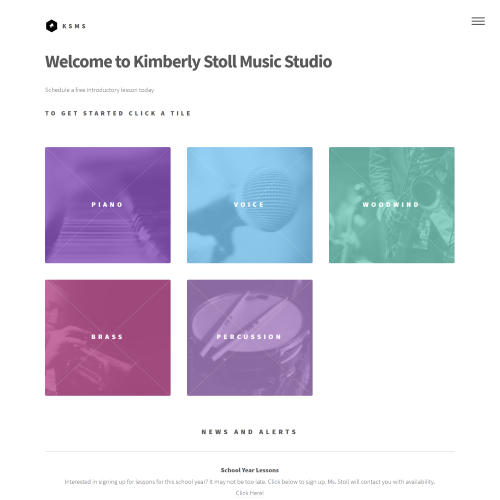 KSMS
Welcome to Kimberly Stoll Music Studio
Schedule a free introductory lesson today
TO GET STARTED CLICK A TILE
PIANO
VOICE
WOODWIND
BRASS
PERCUSSION
NEWS AND ALERTS
School Year Lessons
Interested in signing up for lessons for this school year? It may not be too late. Click below to sign up, Ms. Stoll will contact you with availability.
Click Here!